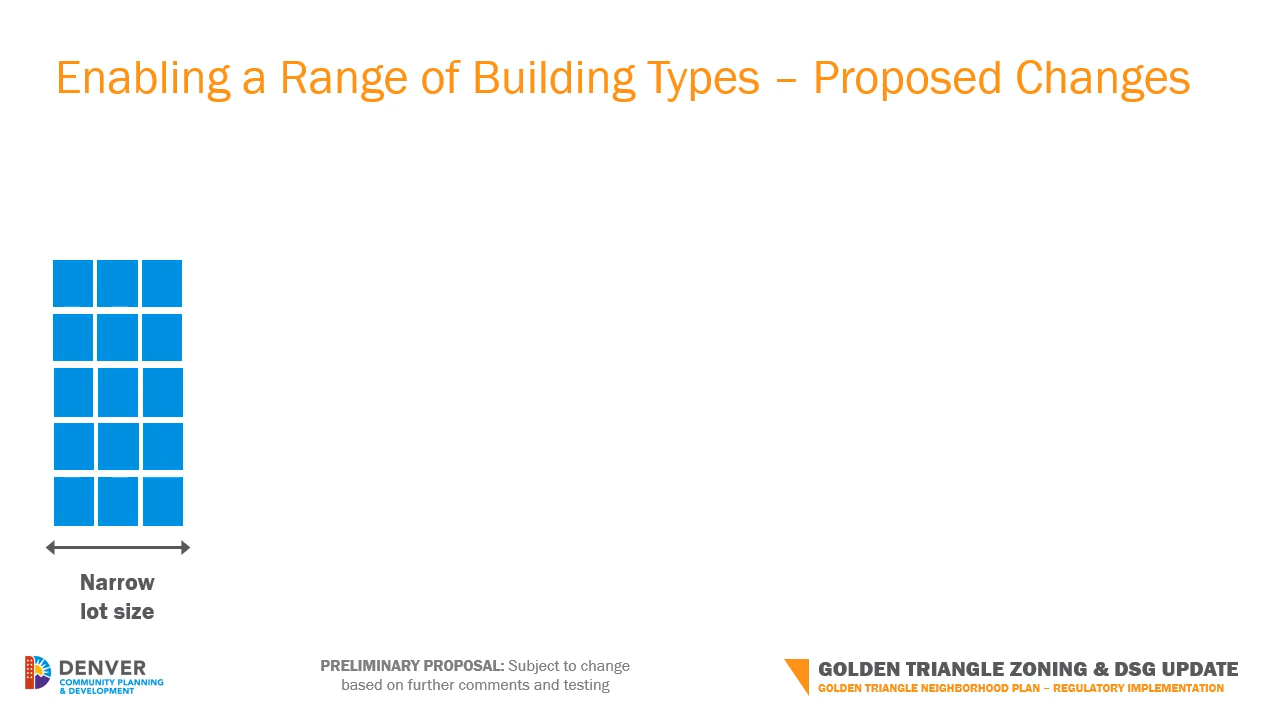 Enabling a Range of Building Types – Proposed Changes
Narrow
lot size
DENVER
COMMUNITY PLANNING
& DEVELOPMENT
PRELIMINARY PROPOSAL: Subject to change
based on further comments and testing
GOLDEN TRIANGLE ZONING & DSG UPDATE
GOLDEN TRIANGLE NEIGHBORHOOD PLAN – REGULATORY IMPLEMENTATION